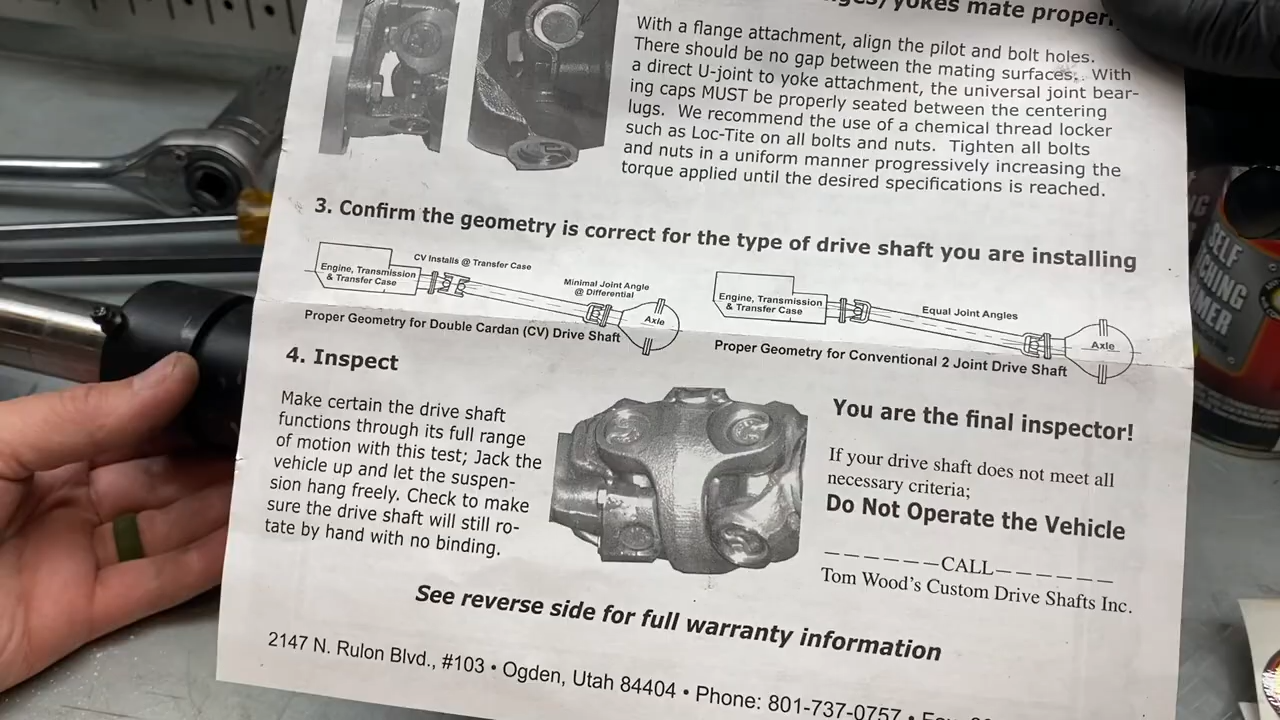 yokes mate
With a flange attachment, align the pilot and bolt holes.
There should be no gap between the mating surfaces. With
a direct U-joint to yoke attachment, the universal joint bear-
ing caps MUST be properly seated between the centering
lugs. We recommend the use of a chemical thread locker
such as Loc-Tite on all bolts and nuts. Tighten all bolts
and nuts in a uniform manner progressively increasing the
torque applied until the desired specifications is reached.
3. Confirm the geometry is correct for the type of drive shaft you are installing
CV Installs @ Transfer Case
Engine, Transmission
& Transfer Case
Minimal Joint Angle
@ Differential
Axle
Proper Geometry for Double Cardan (CV) Drive Shaft
Engine, Transmission
& Transfer Case
Equal Joint Angles
Axle
Proper Geometry for Conventional 2 Joint Drive Shaft
4. Inspect
Make certain the drive shaft
functions through its full range
of motion with this test; Jack the
vehicle up and let the suspen-
sion hang freely. Check to make
sure the drive shaft will still ro-
tate by hand with no binding.
You are the final inspector!
If your drive shaft does not meet all
necessary criteria;
Do Not Operate the Vehicle
------CALL------
Tom Wood's Custom Drive Shafts Inc.
See reverse side for full warranty information
2147 N. Rulon Blvd., #103 • Ogden, Utah 84404 • Phone: 801-737-0757 •
SELF